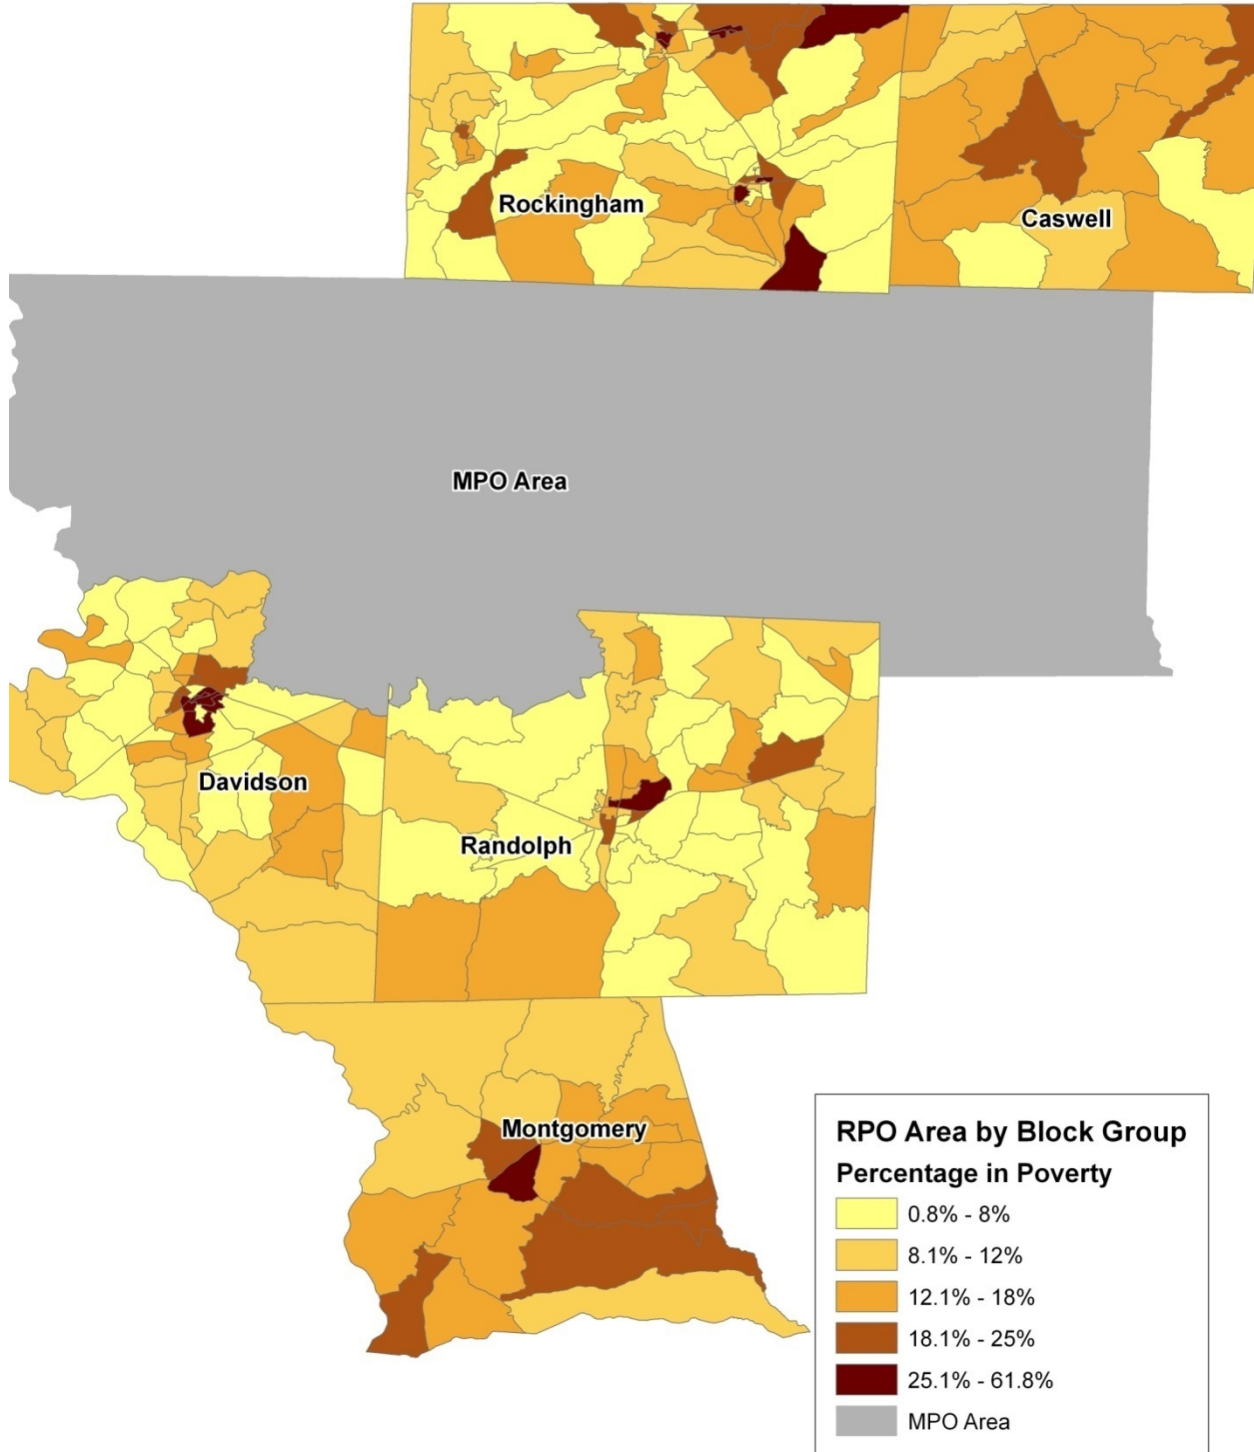 Rockingham
Caswell
MPO Area
Davidson
Randolph
Montgomery
RPO Area by Block Group
Percentage in Poverty
0.8% - 8%
8.1% - 12%
12.1% - 18%
18.1% - 25%
25.1% - 61.8%
MPO Area